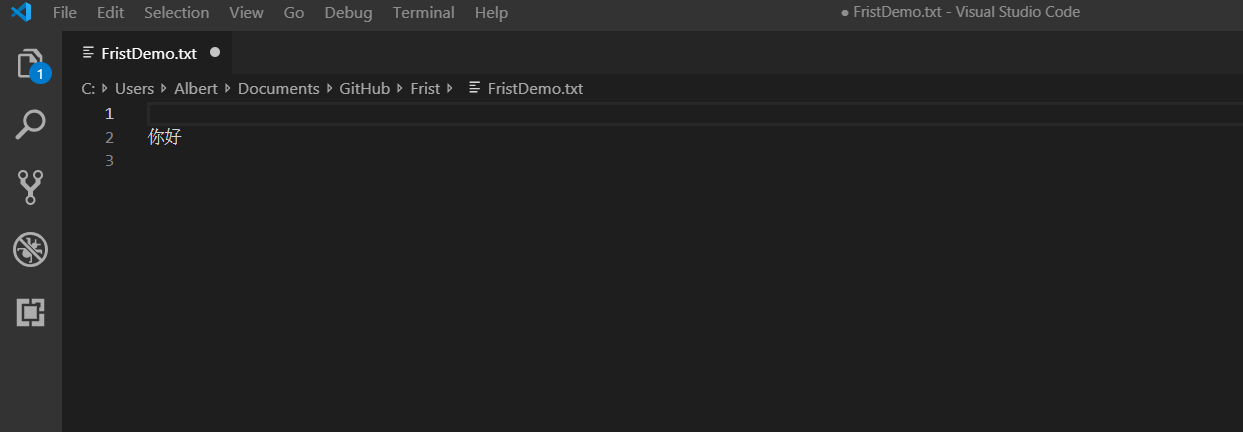 File Edit Selection View Go Debug Terminal Help ● FristDemo.txt - Visual Studio Code
FristDemo.txt ●
1
C: Users Albert Documents GitHub Frist FristDemo.txt
1
2 你好
3